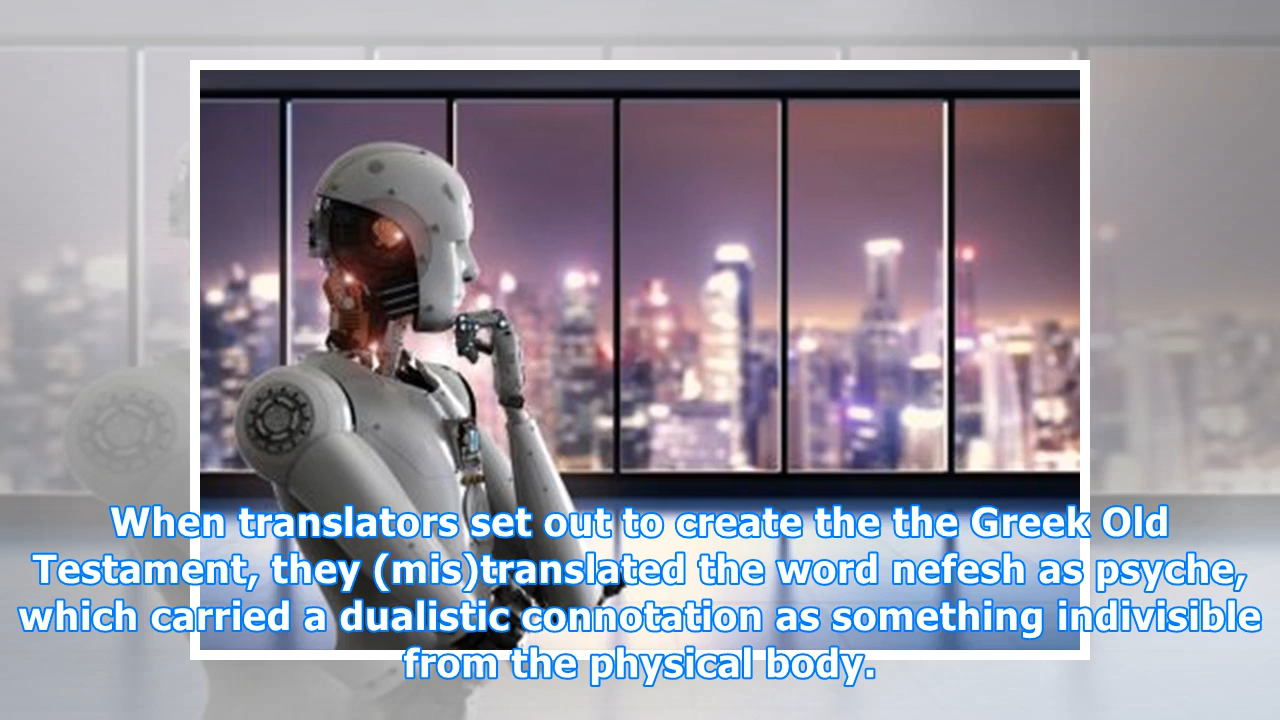 When translators set out to create the the Greek Old
Testament, they (mis)translated the word nefesh as psyche,
which carried a dualistic connotation as something indivisible
from the physical body.